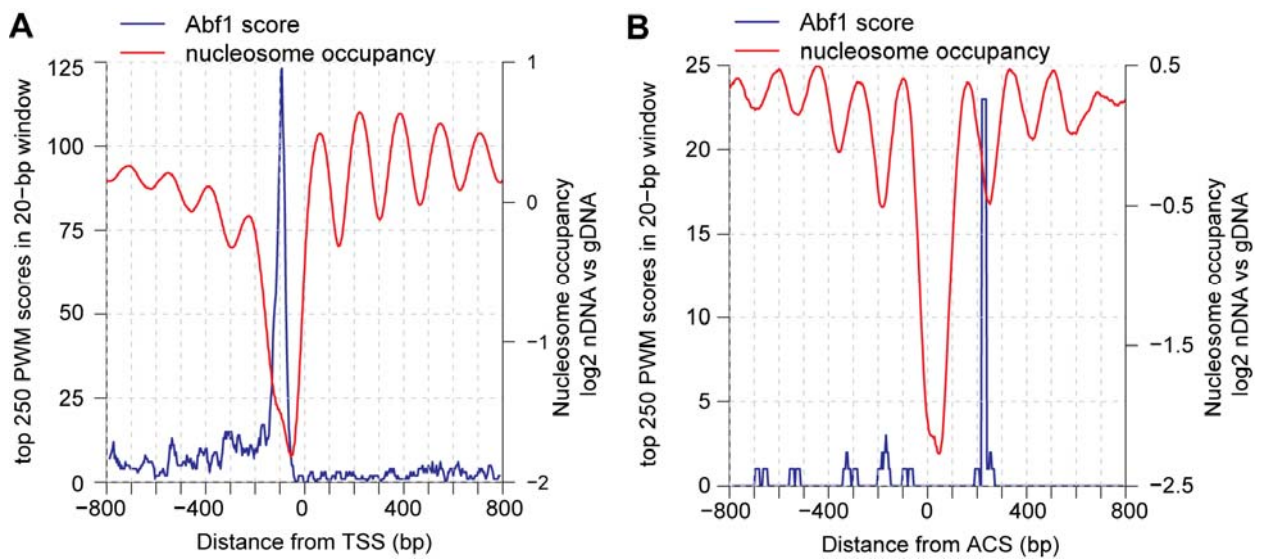 A
Abf1 score
nucleosome occupancy
top 250 PWM scores in 20−bp window
125
100
75
50
25
0
1
0
−1
−2
Nucleosome occupancy
log2 nDNA vs gDNA
−800
−400
0
400
800
Distance from TSS (bp)
B
Abf1 score
nucleosome occupancy
top 250 PWM scores in 20−bp window
25
20
15
10
5
0
0.5
−0.5
−1.5
−2.5
Nucleosome occupancy
log2 nDNA vs gDNA
−800
−400
0
400
800
Distance from ACS (bp)